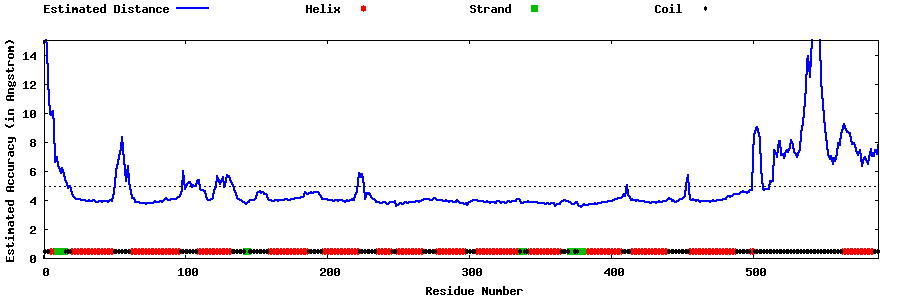 Estimated Distance Helix Strand Coil
Estimated Accuracy (in Angstrom)
14
12
10
8
6
4
2
0
0 100 200 300 400 500
Residue Number